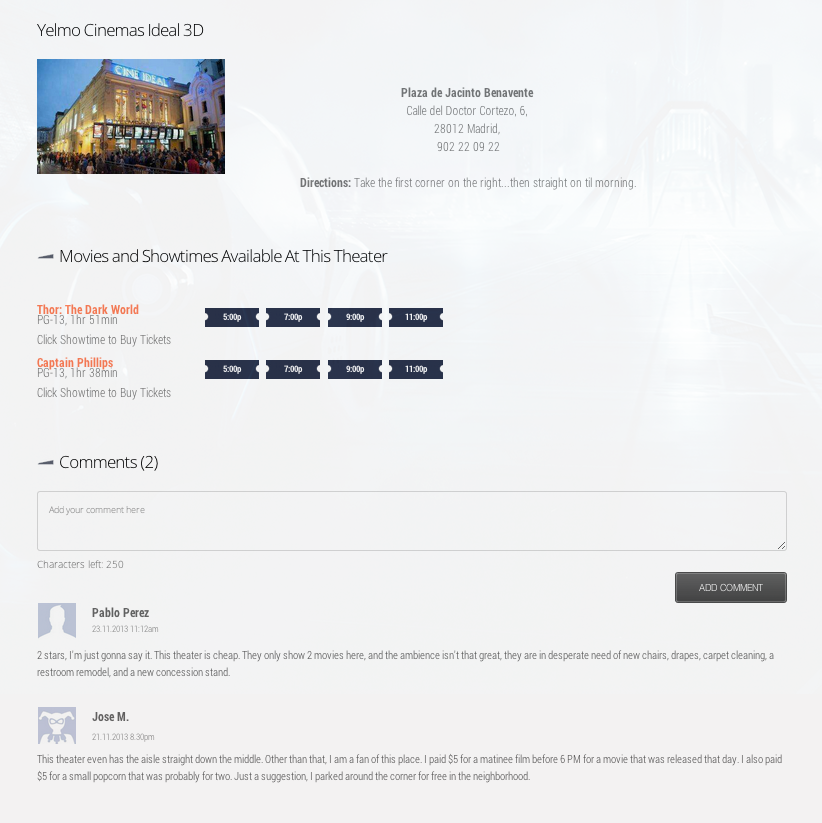 Yelmo Cinemas Ideal 3D
CINE IDEAL
Plaza de Jacinto Benavente
Calle del Doctor Cortezo, 6,
28012 Madrid,
902 22 09 22
Directions: Take the first corner on the right...then straight on til morning.
Movies and Showtimes Available At This Theater
Thor: The Dark World
PG-13, 1hr 51min
Click Showtime to Buy Tickets
5:00p 7:00p 9:00p 11:00p
Captain Phillips
PG-13, 1hr 38min
Click Showtime to Buy Tickets
5:00p 7:00p 9:00p 11:00p
Comments (2)
Add your comment here
Characters left: 250
ADD COMMENT
Pablo Perez
23.11.2013 11:12am
2 stars, I'm just gonna say it. This theater is cheap. They only show 2 movies here, and the ambience isn't that great, they are in desperate need of new chairs, drapes, carpet cleaning, a
restroom remodel, and a new concession stand.
Jose M.
21.11.2013 8.30pm
This theater even has the aisle straight down the middle. Other than that, I am a fan of this place. I paid $5 for a matinee film before 6 PM for a movie that was released that day. I also paid
$5 for a small popcorn that was probably for two. Just a suggestion, I parked around the corner for free in the neighborhood.